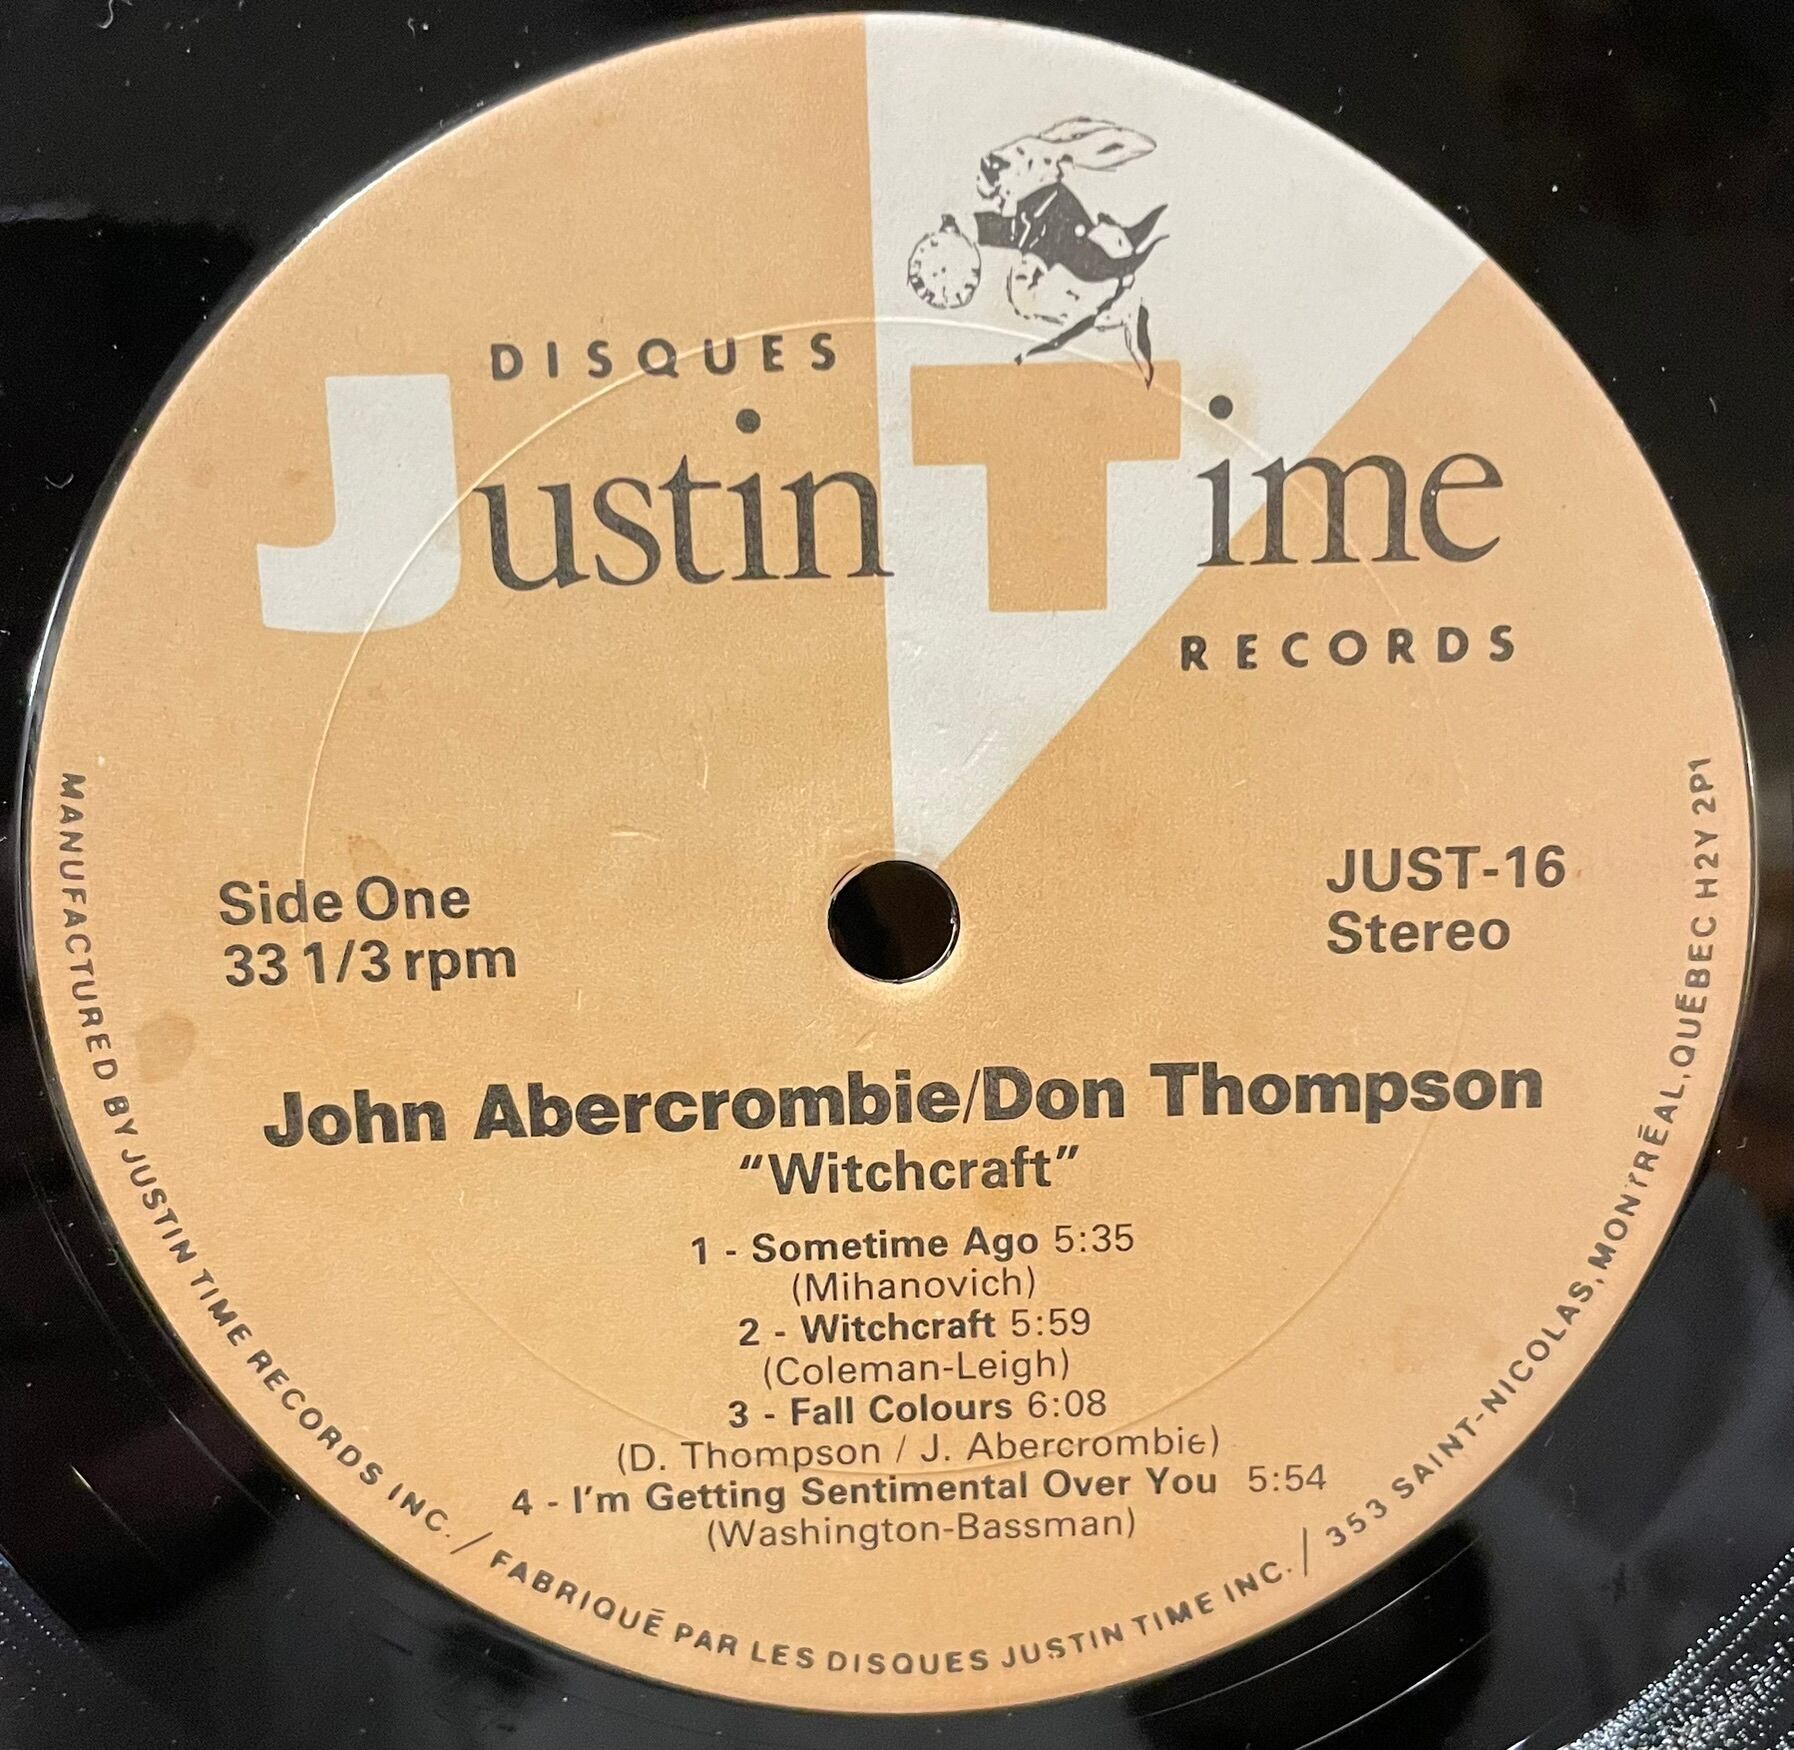 DISQUES
Justin Time
RECORDS
Side One
33 1/3 rpm
JUST-16
Stereo
John Abercrombie/Don Thompson
"Witchcraft"
1 - Sometime Ago 5:35
(Mihanovich)
2 - Witchcraft 5:59
(Coleman-Leigh)
3 - Fall Colours 6:08
(D. Thompson / J. Abercrombie)
4 - I'm Getting Sentimental Over You 5:54
(Washington-Bassman)
MANUFACTURED BY JUSTIN TIME RECORDS INC. / FABRIQUÉ PAR LES DISQUES JUSTIN TIME INC. / 353 SAINT-NICOLAS, MONTRÉAL, QUÉBEC H2Y 2P1